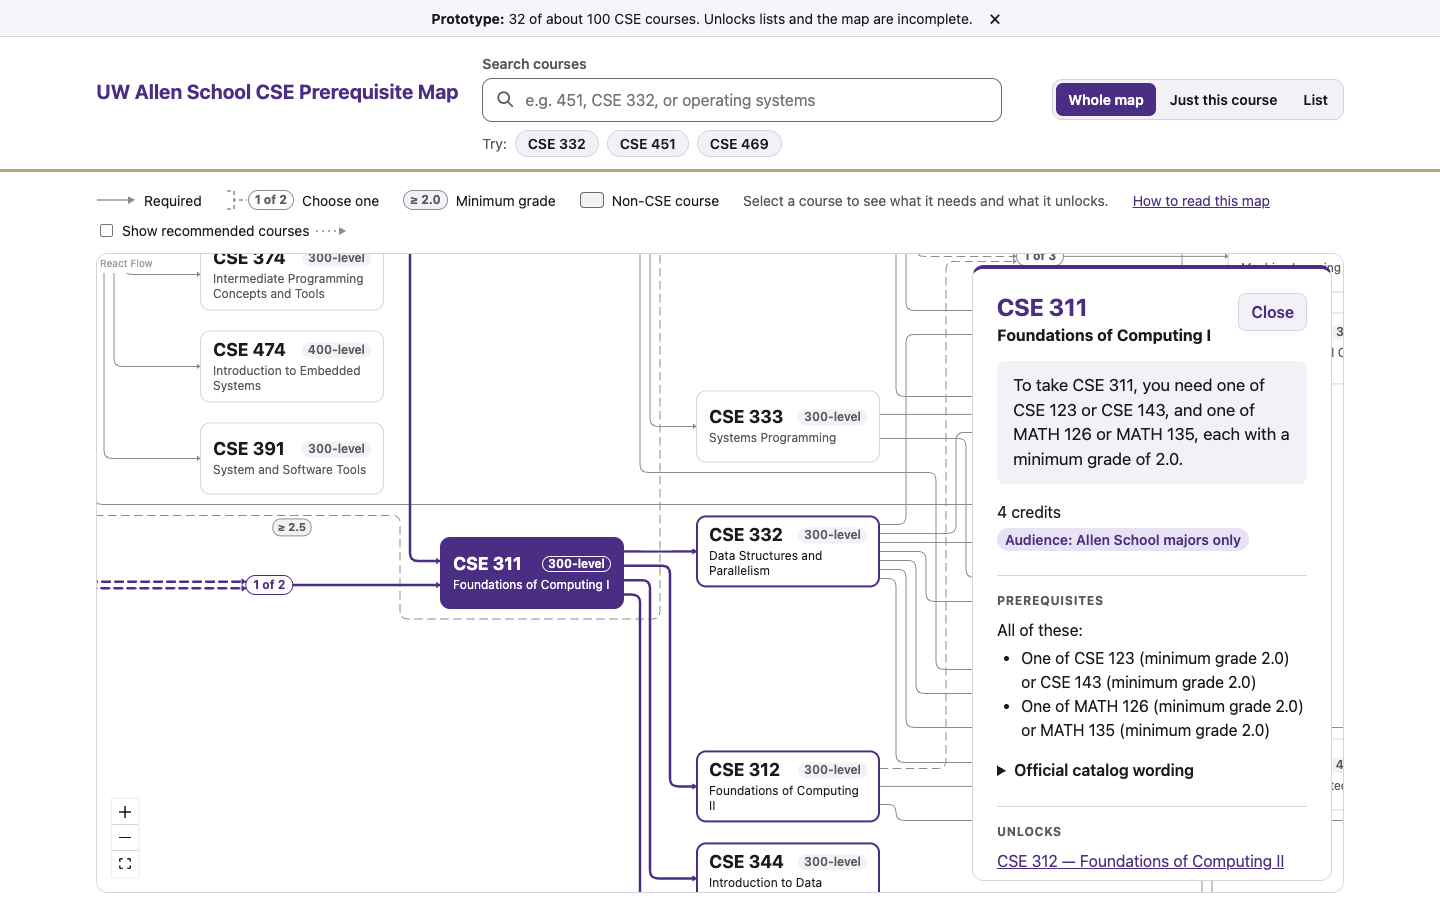 Prototype: 32 of about 100 CSE courses. Unlocks lists and the map are incomplete. ×
UW Allen School CSE Prerequisite Map
Search courses
e.g. 451, CSE 332, or operating systems
Try: CSE 332 CSE 451 CSE 469
Whole map Just this course List
Required 1 of 2 Choose one ≥ 2.0 Minimum grade Non-CSE course Select a course to see what it needs and what it unlocks. How to read this map
Show recommended courses
React Flow
CSE 374 300-level
Intermediate Programming
Concepts and Tools
CSE 474 400-level
Introduction to Embedded
Systems
CSE 391 300-level
System and Software Tools
≥ 2.5
1 of 2
CSE 311 300-level
Foundations of Computing I
1 of 3
CSE 333 300-level
Systems Programming
CSE 332 300-level
Data Structures and
Parallelism
CSE 312 300-level
Foundations of Computing
II
CSE 344 300-level
Introduction to Data
CSE 311
Close
Foundations of Computing I
To take CSE 311, you need one of
CSE 123 or CSE 143, and one of
MATH 126 or MATH 135, each with a
minimum grade of 2.0.
4 credits
Audience: Allen School majors only
PREREQUISITES
All of these:
• One of CSE 123 (minimum grade 2.0)
or CSE 143 (minimum grade 2.0)
• One of MATH 126 (minimum grade 2.0)
or MATH 135 (minimum grade 2.0)
Official catalog wording
UNLOCKS
CSE 312 — Foundations of Computing II